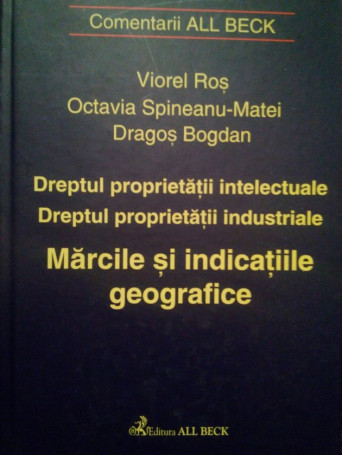 Comentarii ALL BECK
Viorel Roș
Octavia Spineanu-Matei
Dragoș Bogdan
Dreptul proprietății intelectuale
Dreptul proprietății industriale
Mărcile și indicațiile
geografice
Editura ALL BECK